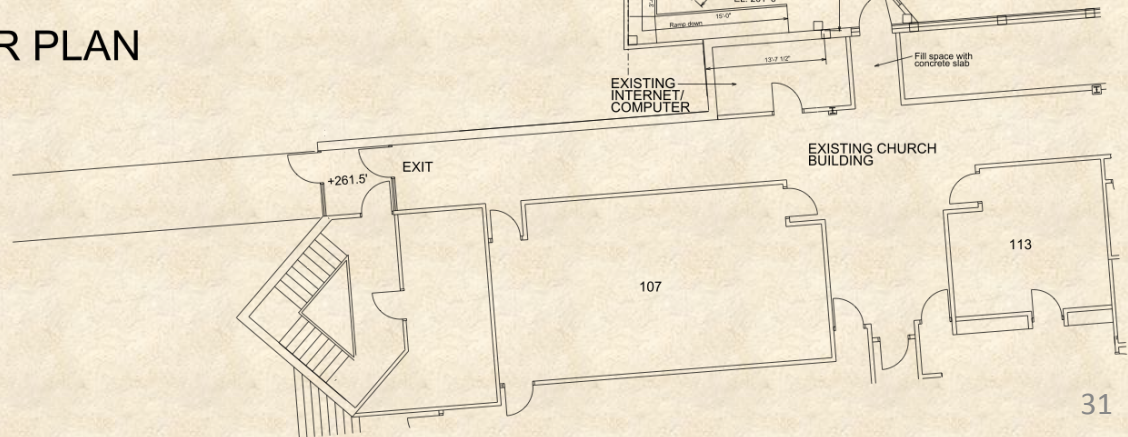 R PLAN
15'-0"
Ramp down
13'-7 1/2"
Fill space with
concrete slab
EXISTING
INTERNET/
COMPUTER
EXISTING CHURCH
BUILDING
EXIT
+261.5'
113
107
31